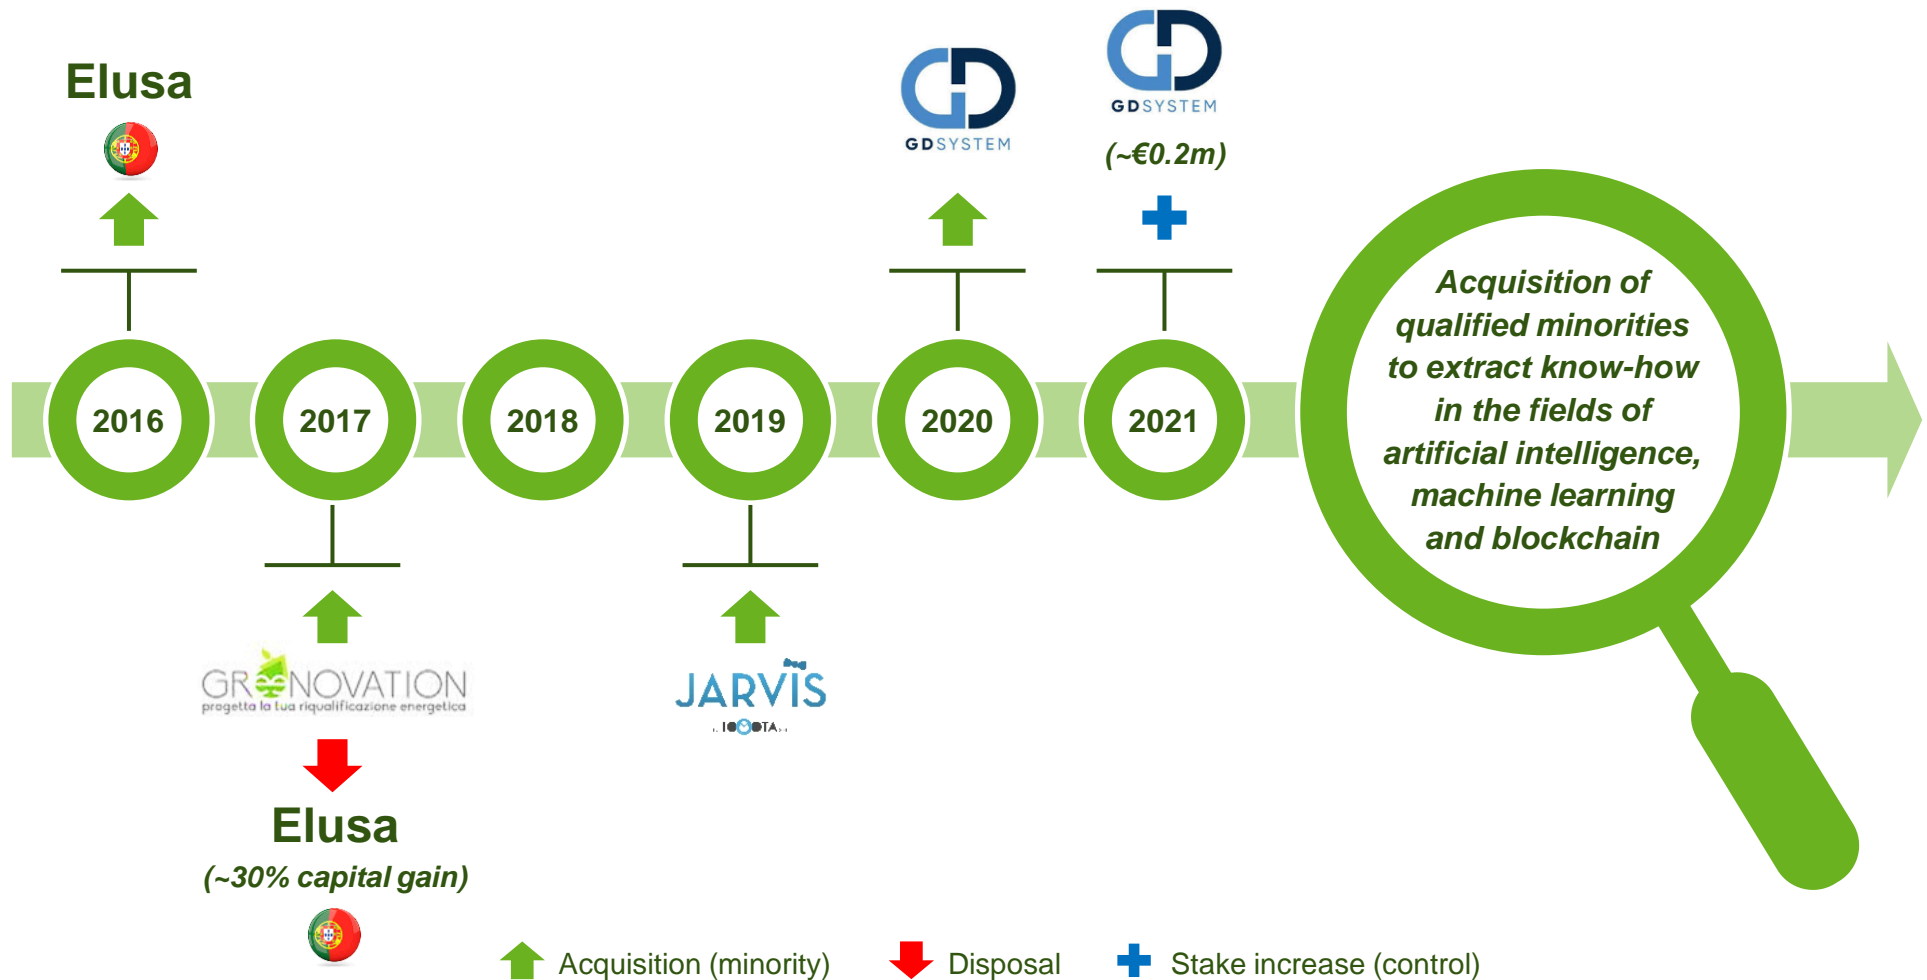 Elusa
GDSYSTEM
GDSYSTEM
(~€0.2m)
2016
2017
2018
2019
2020
2021
Acquisition of
qualified minorities
to extract know-how
in the fields of
artificial intelligence,
machine learning
and blockchain
GREENOVATION
progetta la tua riqualificazione energetica
JARVIS
Elusa
(~30% capital gain)
Acquisition (minority)
Disposal
Stake increase (control)